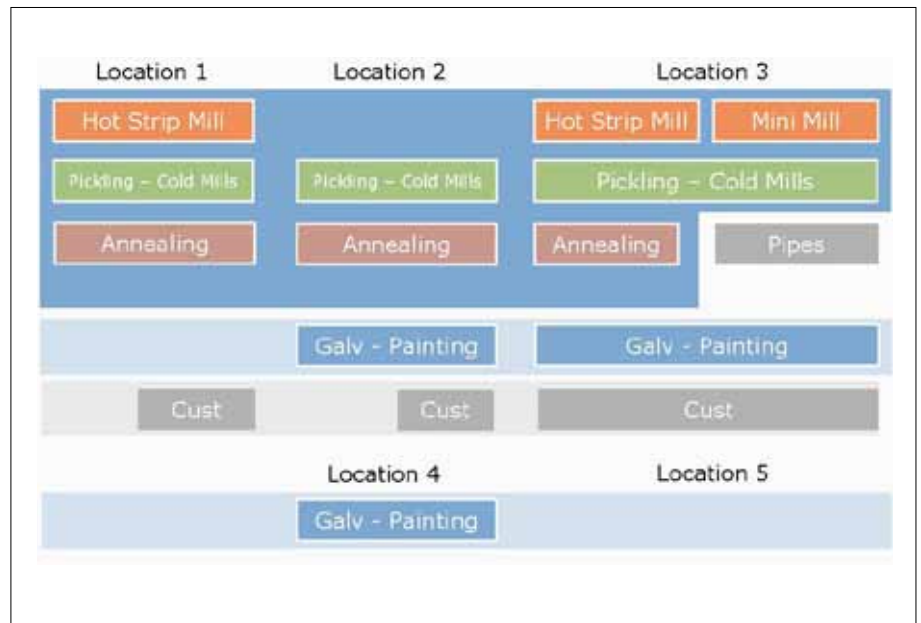 Location 1 Location 2 Location 3
Hot Strip Mill Hot Strip Mill Mini Mill
Pickling – Cold Mills Pickling – Cold Mills Pickling – Cold Mills
Annealing Annealing Annealing Pipes
Galv - Painting Galv - Painting
Cust Cust Cust
Location 4 Location 5
Galv - Painting